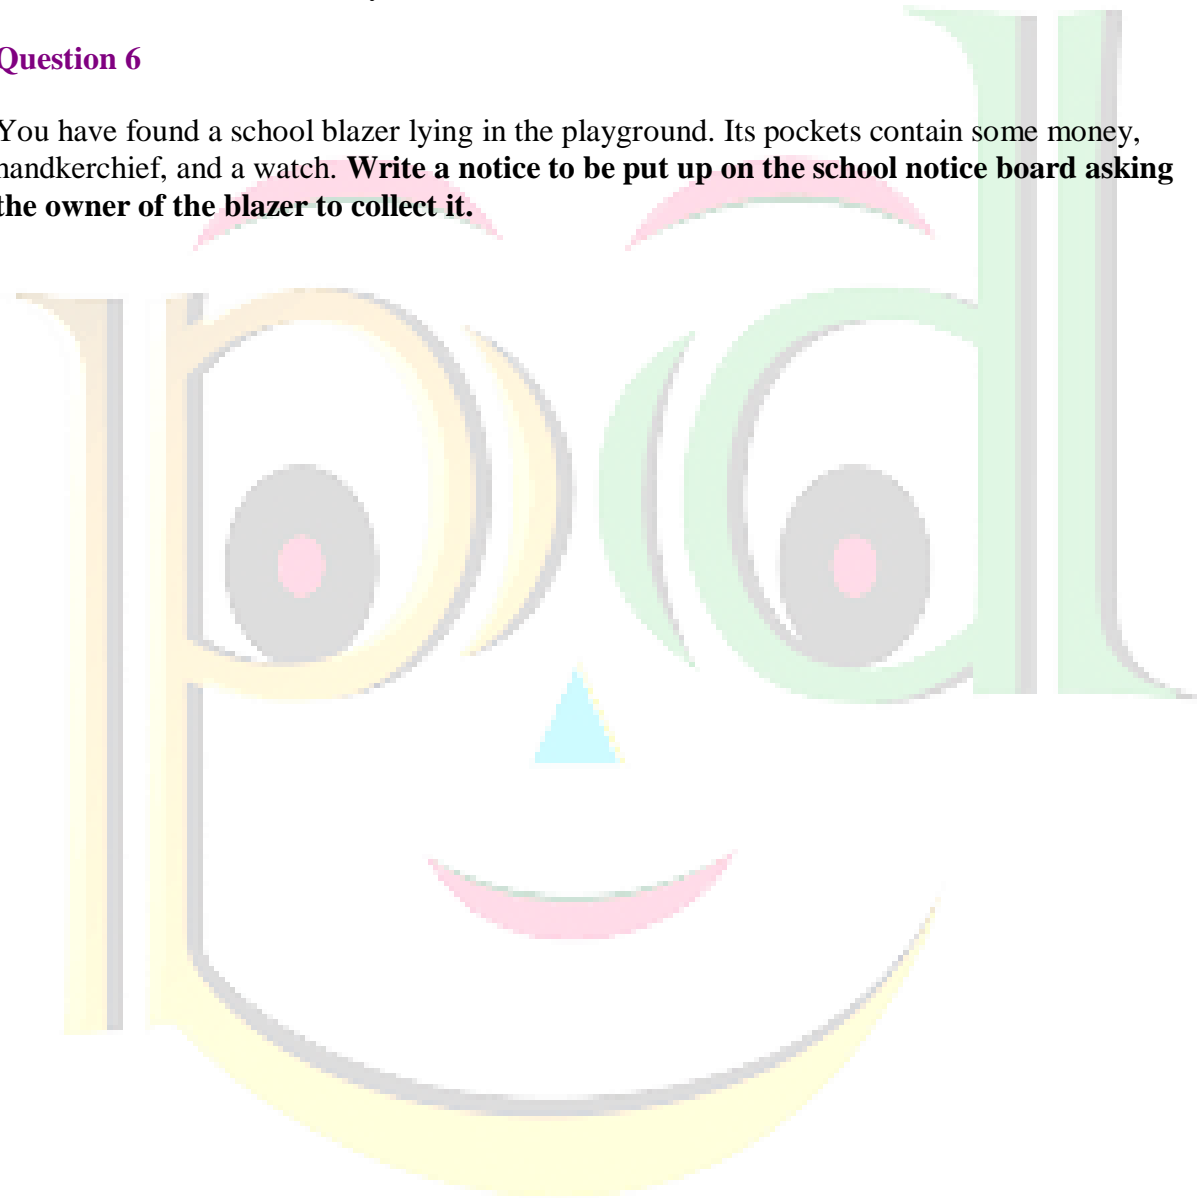 Question 6
You have found a school blazer lying in the playground. Its pockets contain some money,
handkerchief, and a watch. Write a notice to be put up on the school notice board asking
the owner of the blazer to collect it.